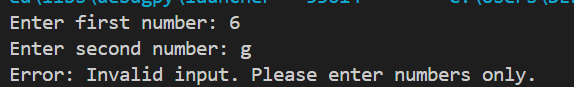 Enter first number: 6
Enter second number: g
Error: Invalid input. Please enter numbers only.